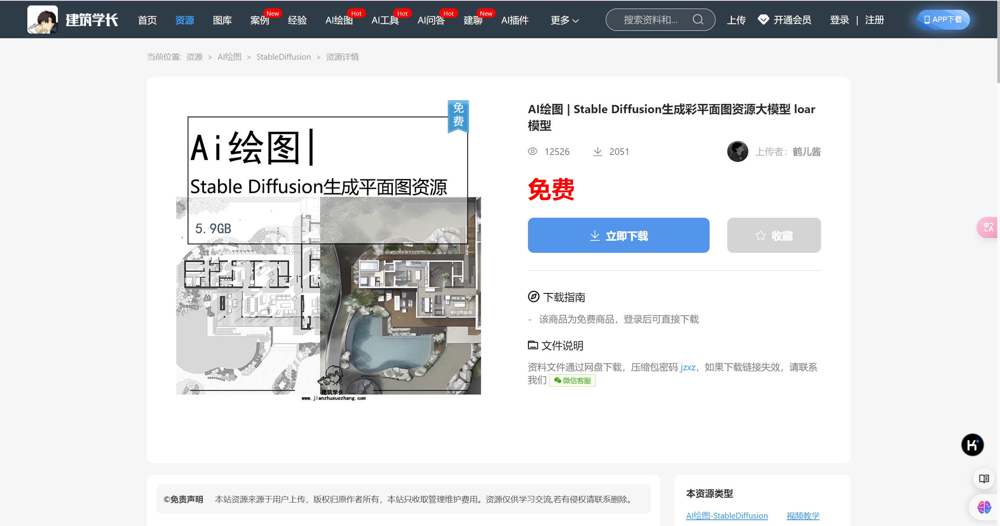 建筑学长
首页 资源 图库 案例 New 经验 AI绘图 Hot AI工具 Hot AI问答 Hot 建聊 New AI插件 更多 搜索资料和... 上传 开通会员 登录 | 注册 APP下载
当前位置: 资源 > AI绘图 > StableDiffusion > 资源详情
免费
Ai绘图|
Stable Diffusion生成平面图资源
5.9GB
建筑学长
www.jianzhuxuezhang.com
AI绘图 | Stable Diffusion生成彩平面图资源大模型 loar
模型
12526 2051 上传者: 鹤儿酱
免费
立即下载 收藏
下载指南
- 该商品为免费商品，登录后可直接下载
文件说明
资料文件通过网盘下载，压缩包密码 jzxz，如果下载链接失效，请联系
我们 微信客服
©免责声明 本站资源来源于用户上传，版权归原作者所有，本站只收取管理维护费用。资源仅供学习交流,若有侵权请联系删除。
本资源类型
AI绘图-StableDiffusion 视频教学